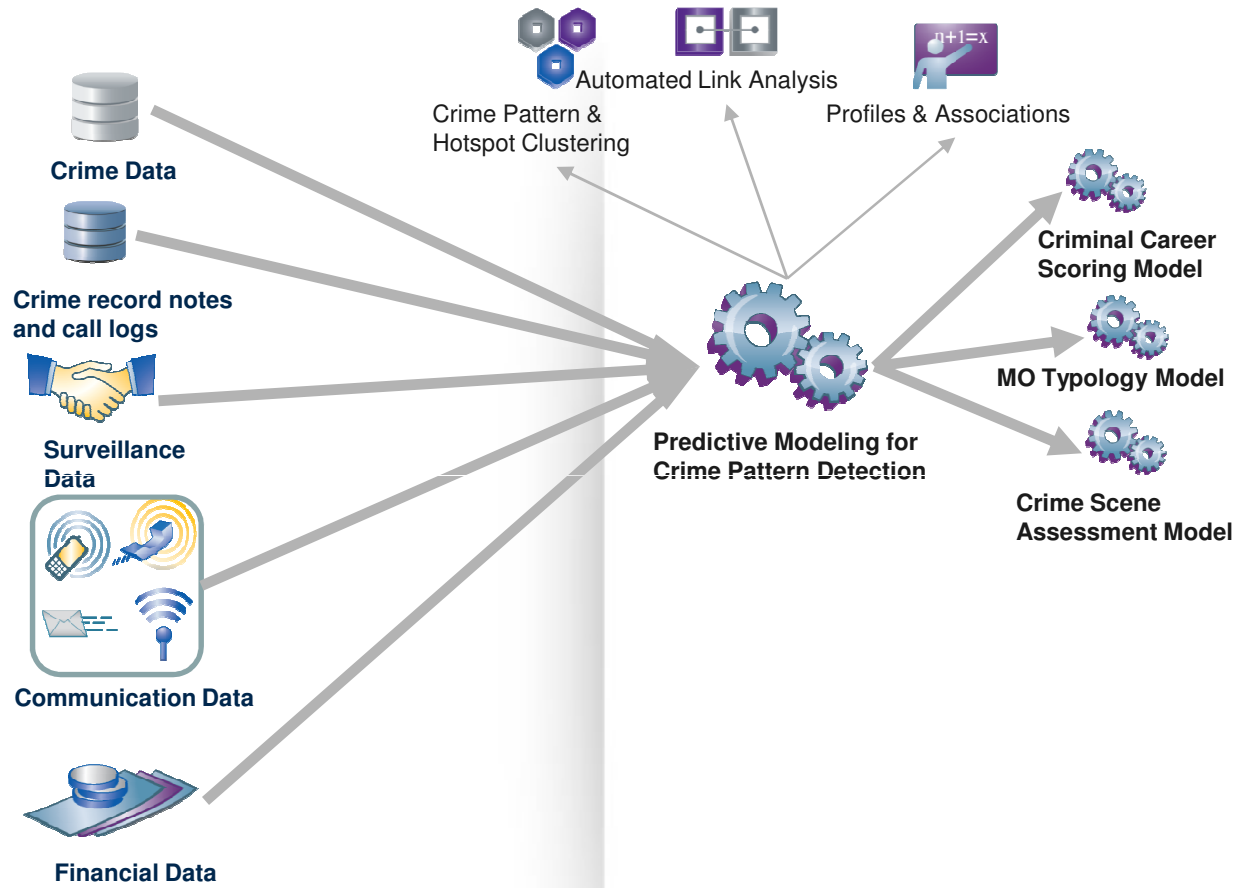 n+1=x
Automated Link Analysis
Crime Pattern &
Hotspot Clustering
Profiles & Associations
Crime Data
Crime record notes
and call logs
Surveillance
Data
Communication Data
Financial Data
Predictive Modeling for
Crime Pattern Detection
Criminal Career
Scoring Model
MO Typology Model
Crime Scene
Assessment Model